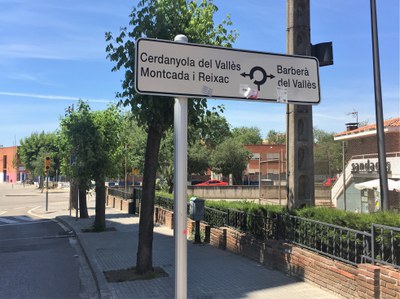 Cerdanyola del Vallès
Montcada i Reixac
Barberà
del Vallès